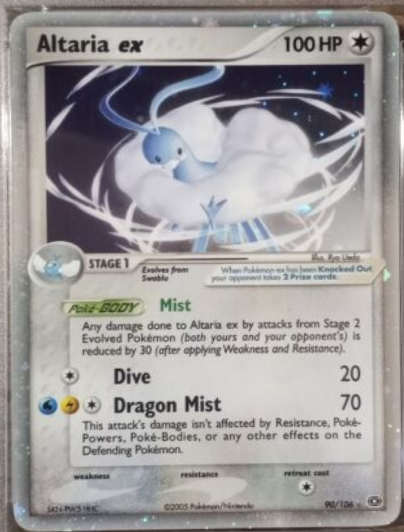 Altaria ex 100 HP
Illus. Ryo Ueda
STAGE 1
Evolves from
Swablu
When Pokémon-ex has been Knocked Out,
your opponent takes 2 Prize cards.
Poké-BODY Mist
Any damage done to Altaria ex by attacks from Stage 2
Evolved Pokémon (both yours and your opponent's) is
reduced by 30 (after applying Weakness and Resistance).
Dive 20
Dragon Mist 70
This attack's damage isn't affected by Resistance, Poké-
Powers, Poké-Bodies, or any other effects on the
Defending Pokémon.
weakness resistance retreat cost
©2005 Pokémon/Nintendo 90/106